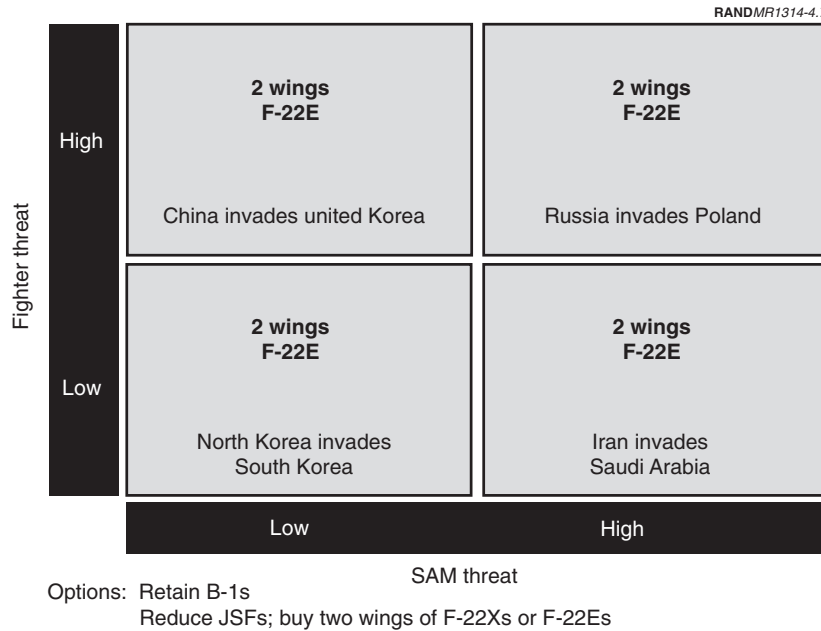 RANDMR1314-4.
Fighter threat
High
2 wings
F-22E
China invades united Korea
2 wings
F-22E
Russia invades Poland
Low
2 wings
F-22E
North Korea invades
South Korea
2 wings
F-22E
Iran invades
Saudi Arabia
Low
High
SAM threat
Options: Retain B-1s
Reduce JSFs; buy two wings of F-22Xs or F-22Es